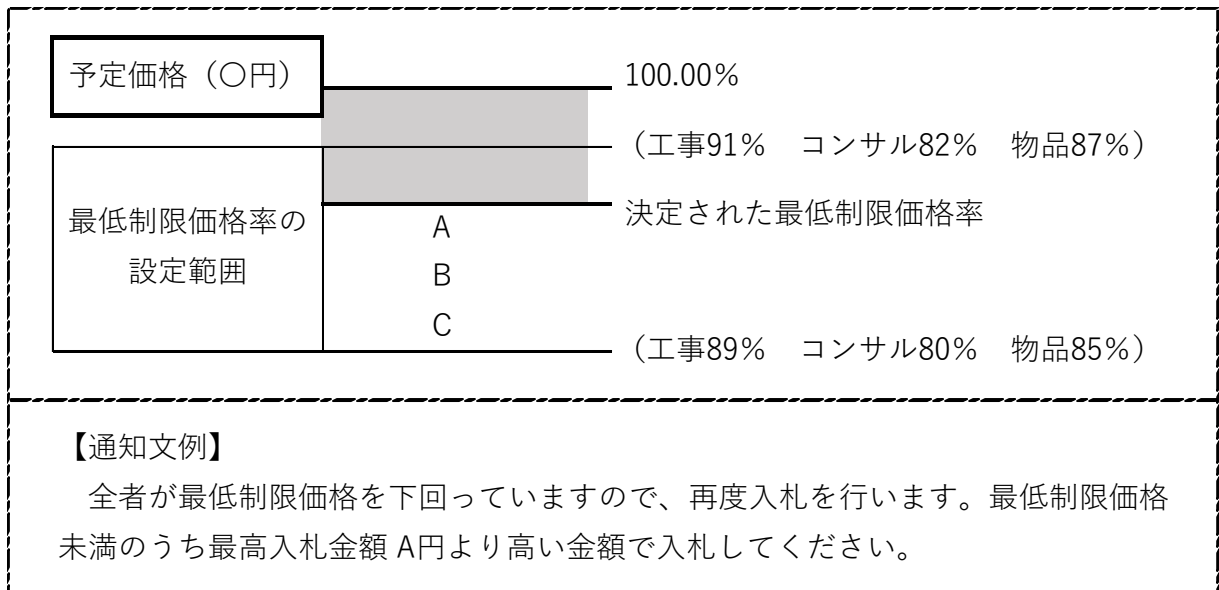 予定価格（〇円）
100.00%
（工事91%　コンサル82%　物品87%）
最低制限価格率の
設定範囲
決定された最低制限価格率
A
B
C
（工事89%　コンサル80%　物品85%）
【通知文例】
　全者が最低制限価格を下回っていますので、再度入札を行います。最低制限価格
未満のうち最高入札金額 A円より高い金額で入札してください。